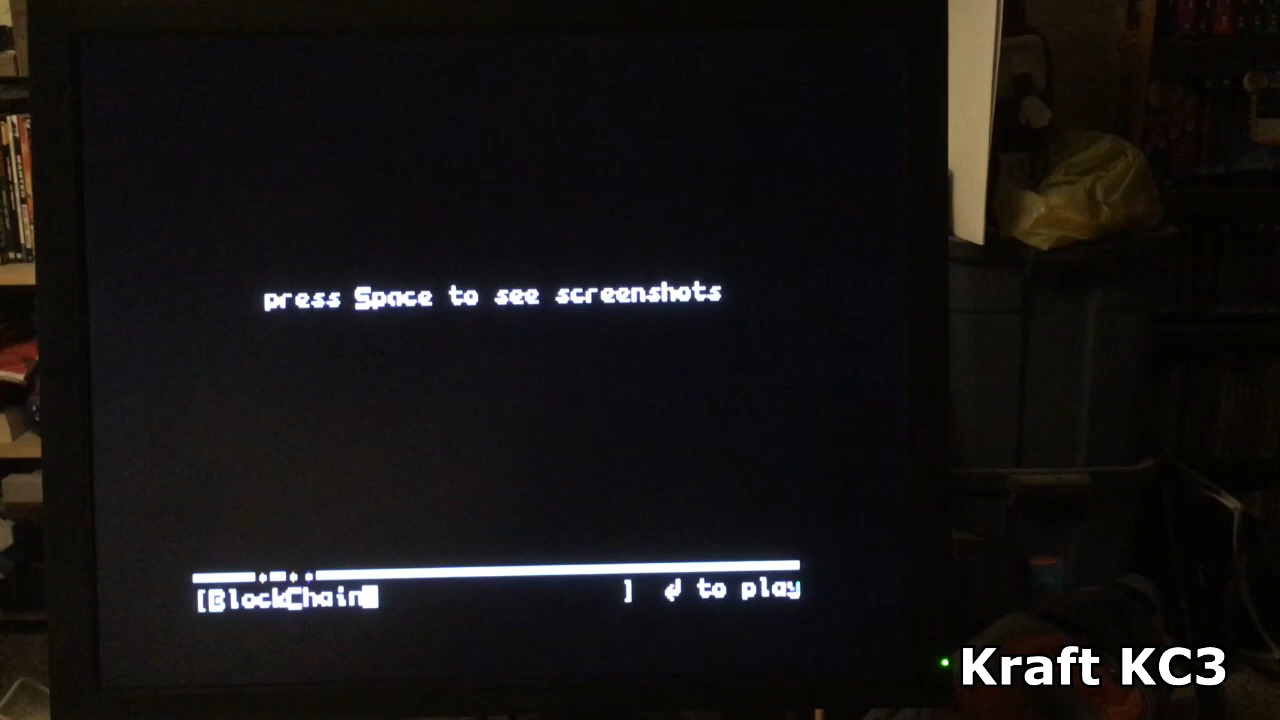 press Space to see screenshots
[BlockChain ] ↲ to play
Kraft KC3